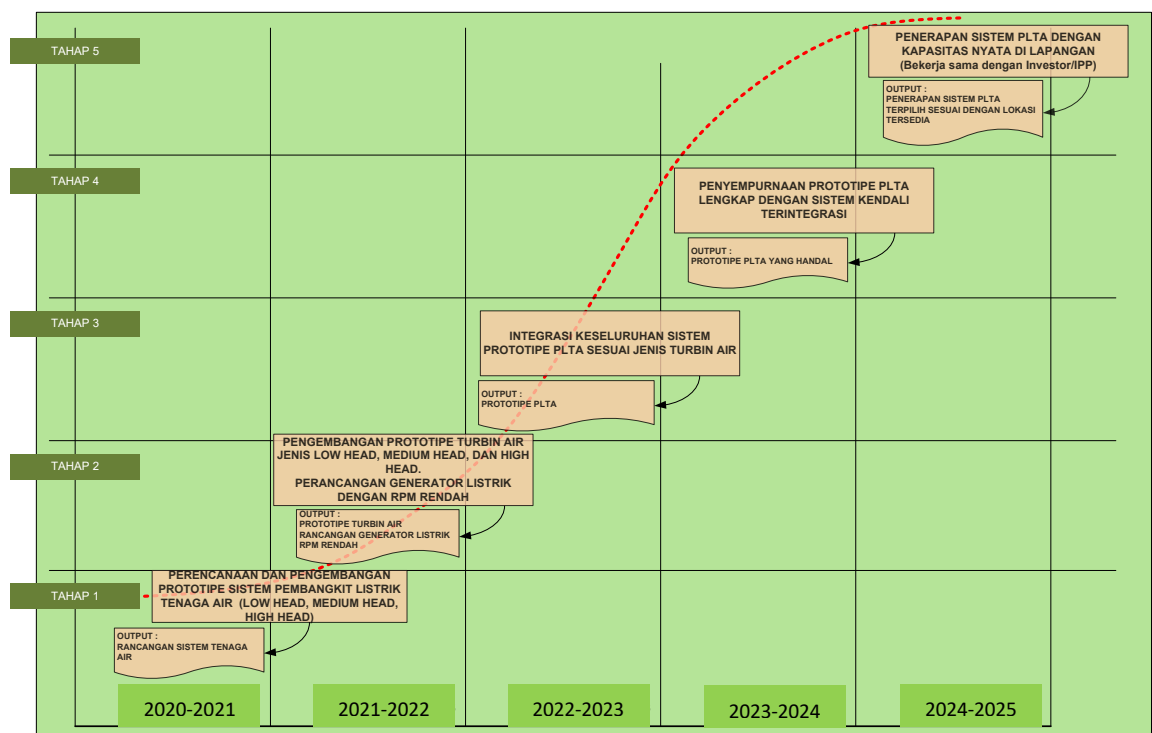 TAHAP 5
PENERAPAN SISTEM PLTA DENGAN
KAPASITAS NYATA DI LAPANGAN
(Bekerja sama dengan Investor/IPP)
OUTPUT :
PENERAPAN SISTEM PLTA
TERPILIH SESUAI DENGAN LOKASI
TERSEDIA
TAHAP 4
PENYEMPURNAAN PROTOTIPE PLTA
LENGKAP DENGAN SISTEM KENDALI
TERINTEGRASI
OUTPUT :
PROTOTIPE PLTA YANG HANDAL
TAHAP 3
INTEGRASI KESELURUHAN SISTEM
PROTOTIPE PLTA SESUAI JENIS TURBIN AIR
OUTPUT :
PROTOTIPE PLTA
TAHAP 2
PENGEMBANGAN PROTOTIPE TURBIN AIR
JENIS LOW HEAD, MEDIUM HEAD, DAN HIGH
HEAD.
PERANCANGAN GENERATOR LISTRIK
DENGAN RPM RENDAH
OUTPUT :
PROTOTIPE TURBIN AIR
RANCANGAN GENERATOR LISTRIK
RPM RENDAH
TAHAP 1
PERENCANAAN DAN PENGEMBANGAN
PROTOTIPE SISTEM PEMBANGKIT LISTRIK
TENAGA AIR (LOW HEAD, MEDIUM HEAD,
HIGH HEAD)
OUTPUT :
RANCANGAN SISTEM TENAGA
AIR
2020-2021
2021-2022
2022-2023
2023-2024
2024-2025